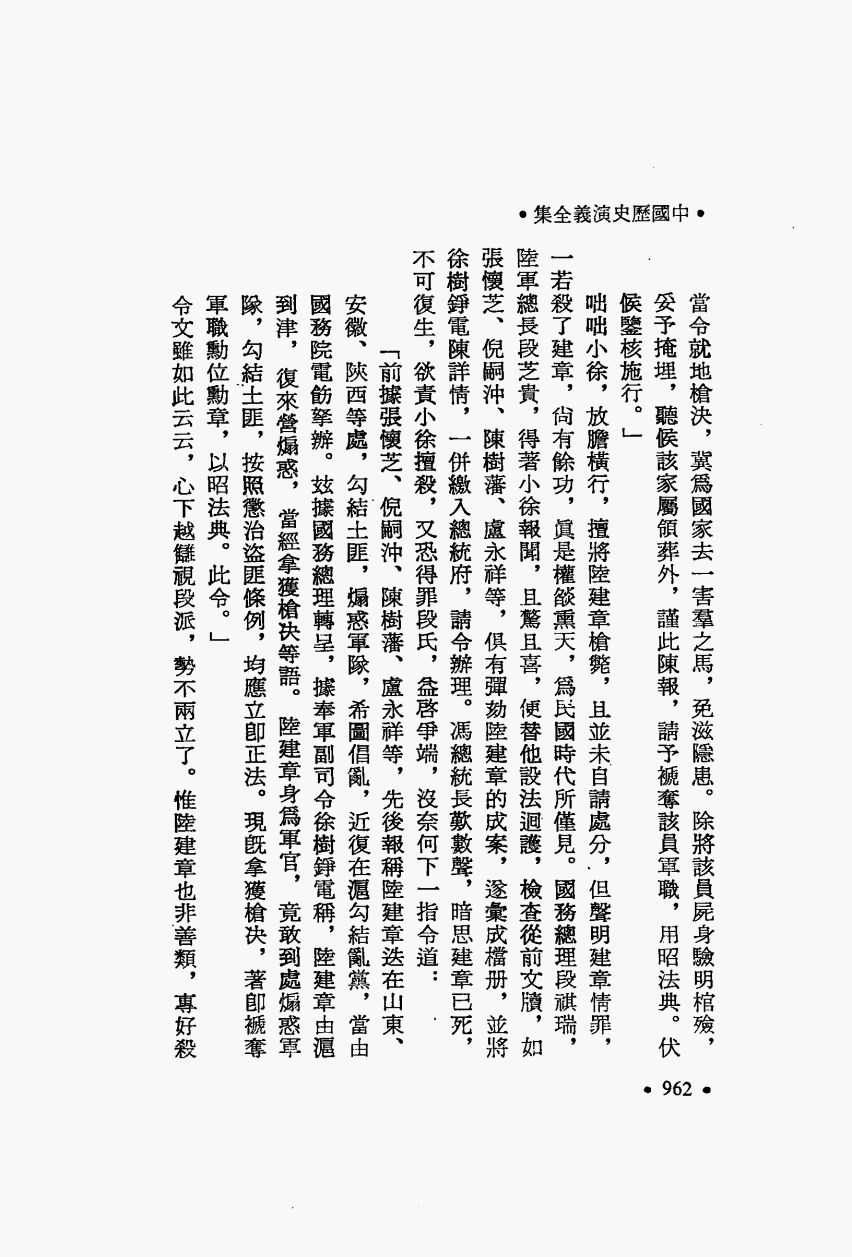 •中國歷史演義全集•
當令就地槍決，冀爲國家去一害羣之馬，免滋隱患。除將該員屍身驗明棺殮，
妥予掩埋，聽候該家屬領葬外，謹此陳報，請予褫奪該員軍職，用昭法典。伏
候鑒核施行。」
咄咄小徐，放膽橫行，擅將陸建章槍斃，且並未自請處分，但聲明建章情罪，
一若殺了建章，尙有餘功，眞是權燄熏天，爲民國時代所僅見。國務總理段祺瑞，
陸軍總長段芝貴，得著小徐報聞，且驚且喜，便替他設法迴護，檢查從前文牘，如
張懷芝、倪嗣沖、陳樹藩、盧永祥等，俱有彈劾陸建章的成案，遂彙成檔册，並將
徐樹錚電陳詳情，一併繳入總統府，請令辦理。馮總統長歎數聲，暗思建章已死，
不可復生，欲責小徐擅殺，又恐得罪段氏，益啓爭端，沒奈何下一指令道：
「前據張懷芝、倪嗣沖、陳樹藩、盧永祥等，先後報稱陸建章迭在山東、
安徽、陝西等處，勾結土匪，煽惑軍隊，希圖倡亂，近復在滬勾結亂黨，當由
國務院電飭拏辦。玆據國務總理轉呈，據奉軍副司令徐樹錚電稱，陸建章由滬
到津，復來營煽惑，當經拿獲槍決等語。陸建章身爲軍官，竟敢到處煽惑軍
隊，勾結土匪，按照懲治盜匪條例，均應立卽正法。現旣拿獲槍決，著卽褫奪
軍職勳位勳章，以昭法典。此令。」
令文雖如此云云，心下越讎視段派，勢不兩立了。惟陸建章也非善類，專好殺
•962•